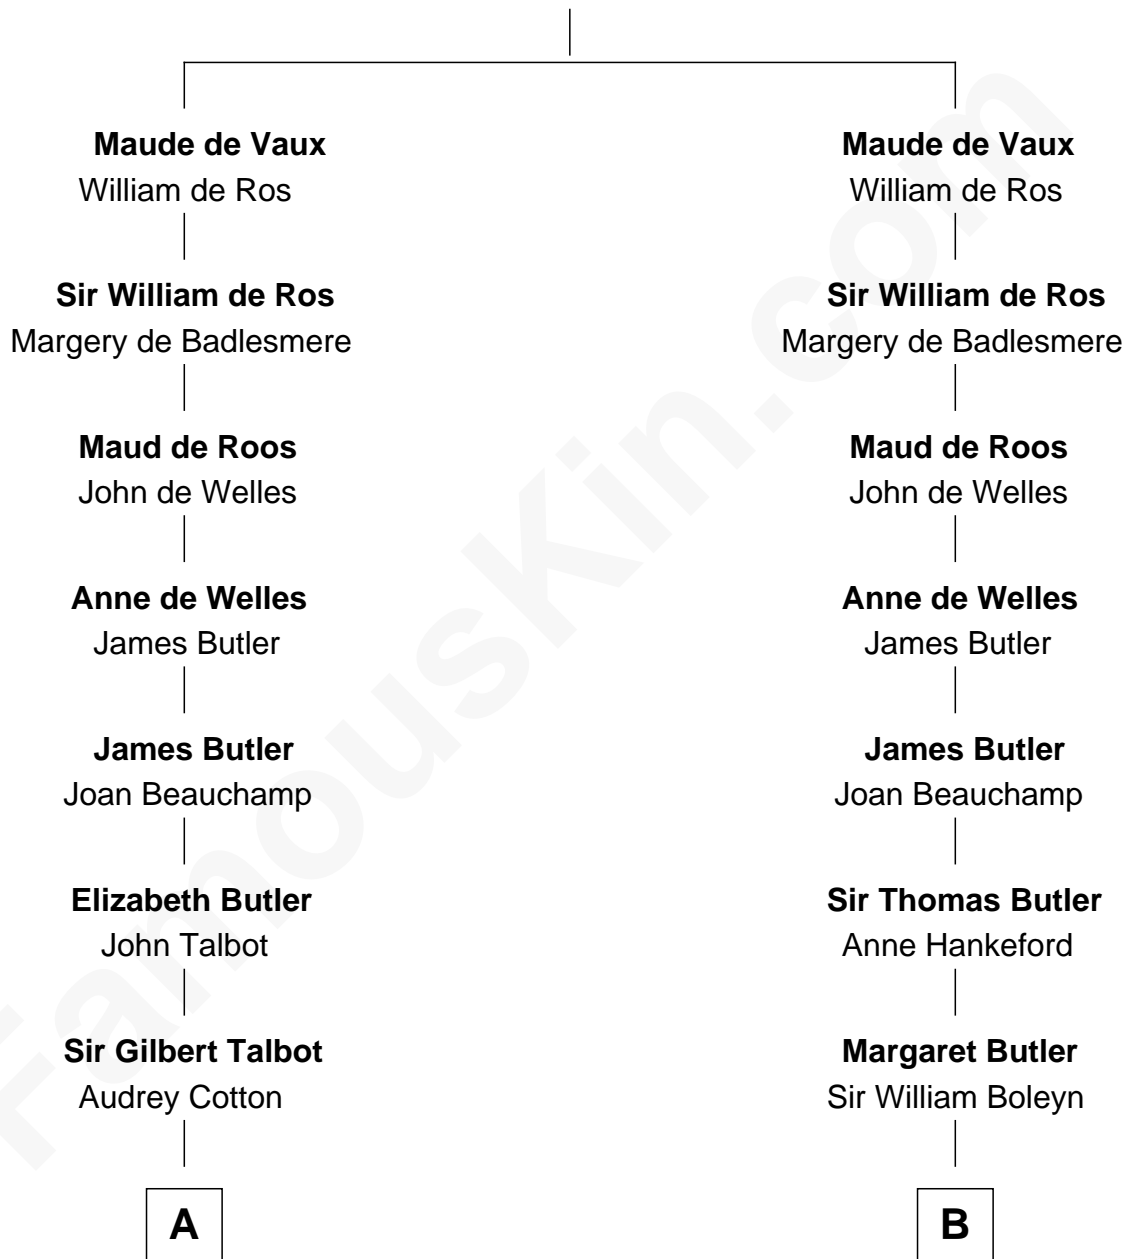 Maude de Vaux
William de Ros
Sir William de Ros
Margery de Badlesmere
Maud de Roos
John de Welles
Anne de Welles
James Butler
James Butler
Joan Beauchamp
Elizabeth Butler
John Talbot
Sir Gilbert Talbot
Audrey Cotton
A
Maude de Vaux
William de Ros
Sir William de Ros
Margery de Badlesmere
Maud de Roos
John de Welles
Anne de Welles
James Butler
James Butler
Joan Beauchamp
Sir Thomas Butler
Anne Hankeford
Margaret Butler
Sir William Boleyn
B
FamousKin.com